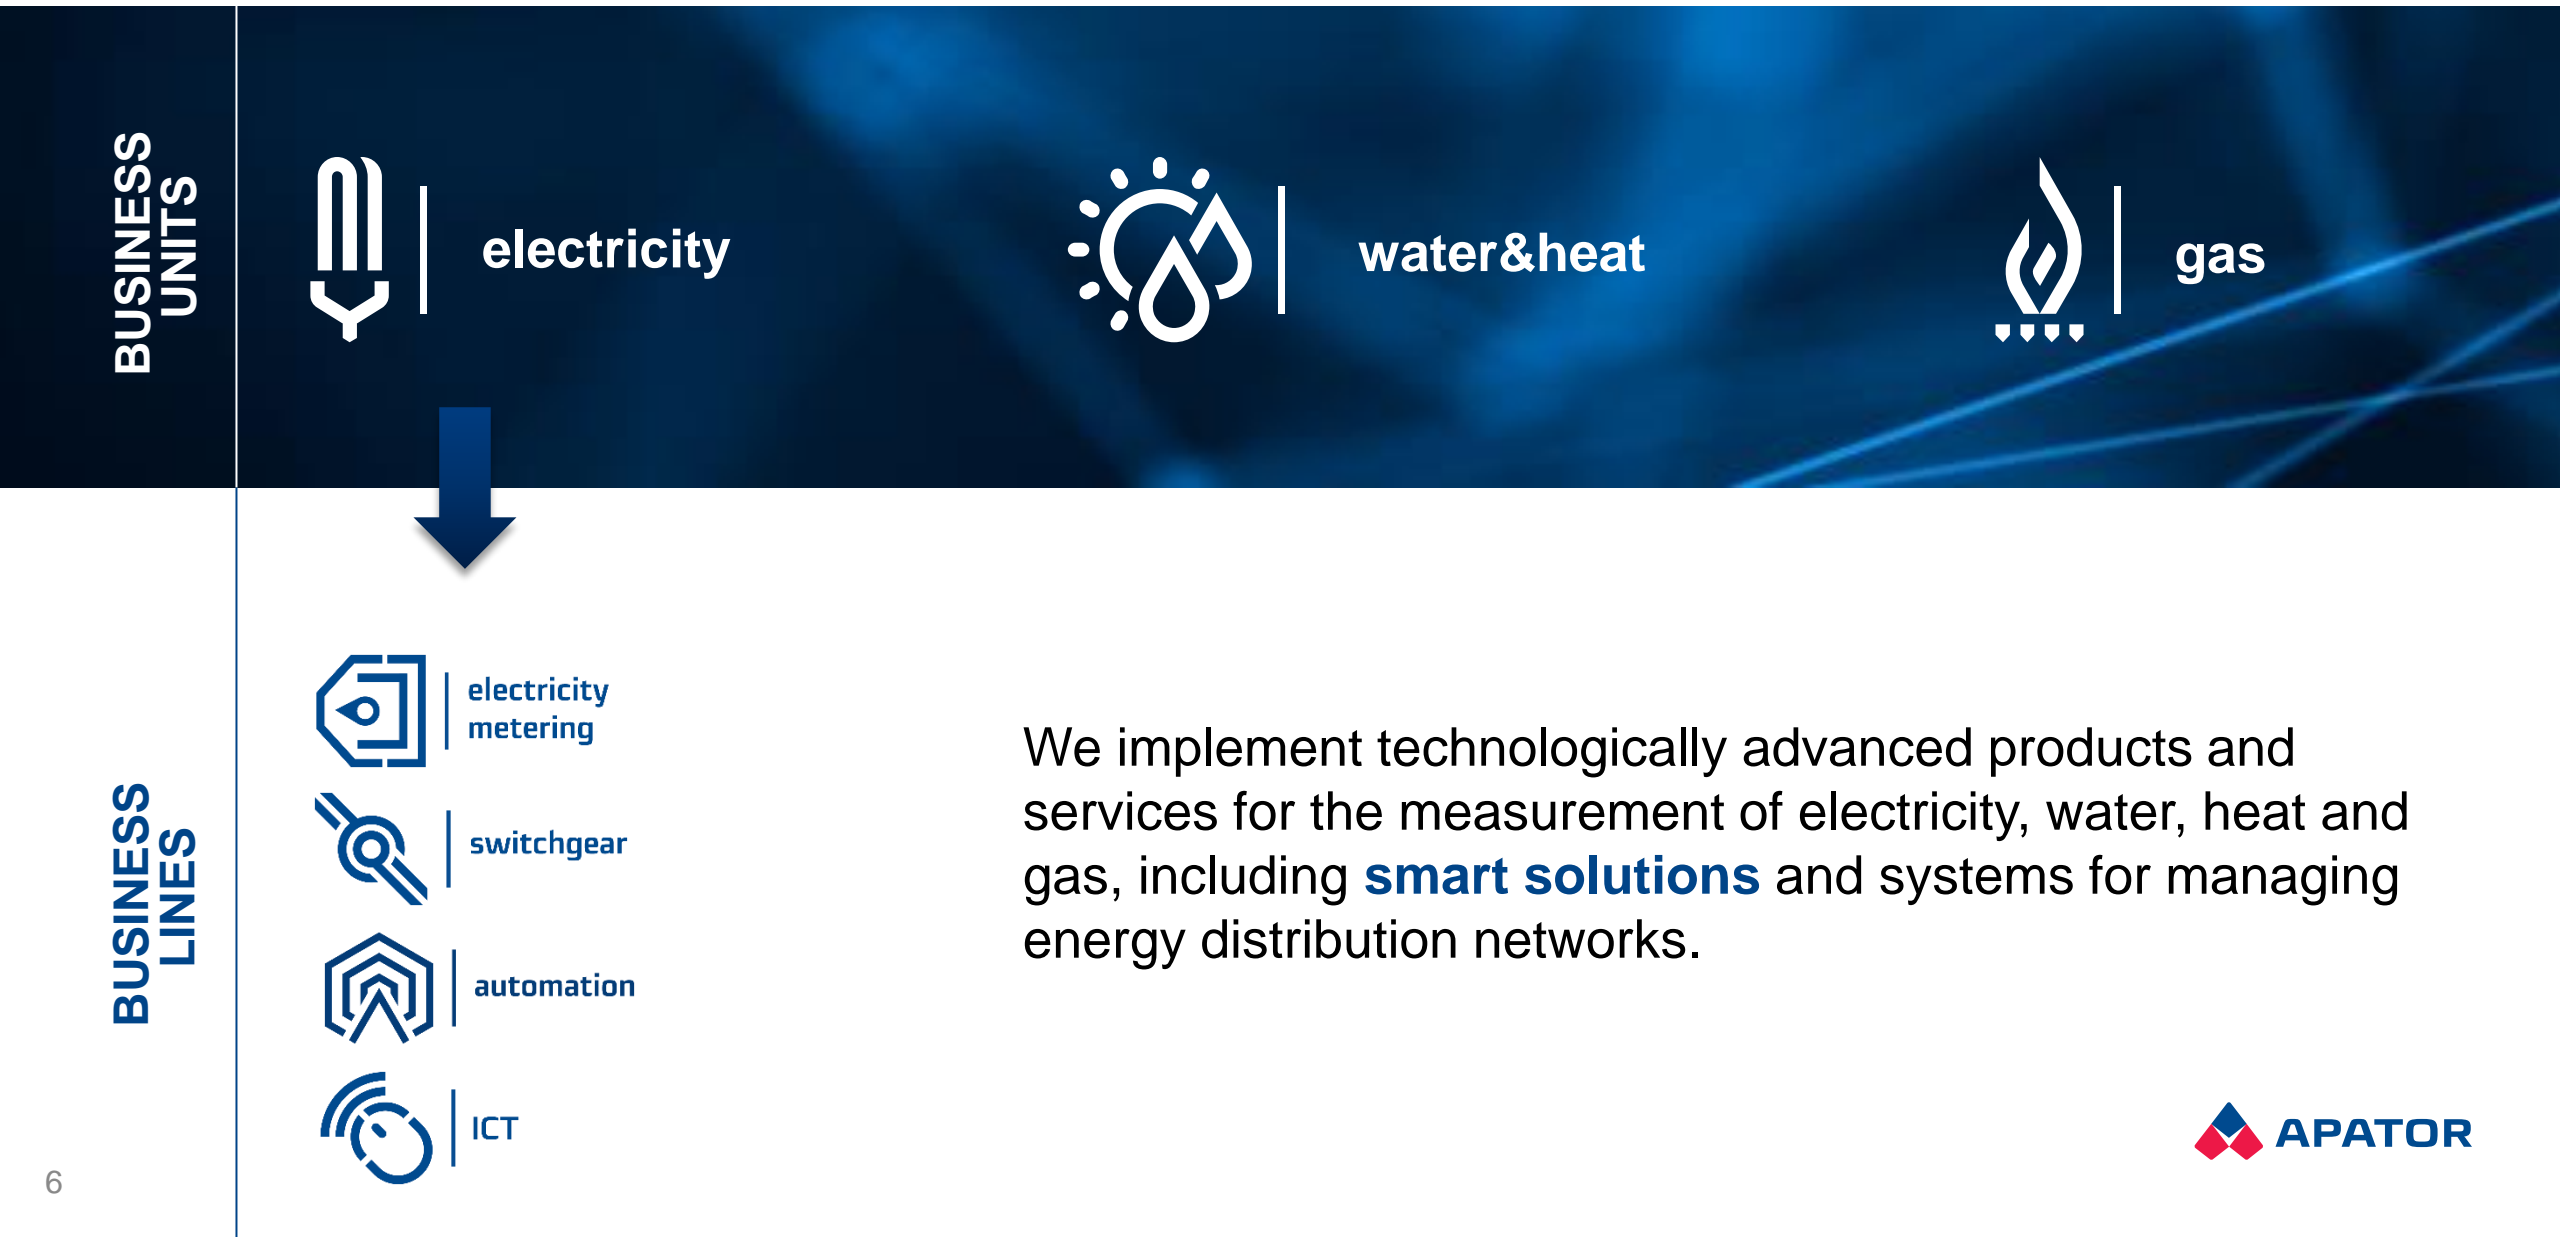 BUSINESS
UNITS
electricity
water&heat
gas
BUSINESS
LINES
electricity
metering
switchgear
automation
ICT
We implement technologically advanced products and
services for the measurement of electricity, water, heat and
gas, including smart solutions and systems for managing
energy distribution networks.
APATOR
6